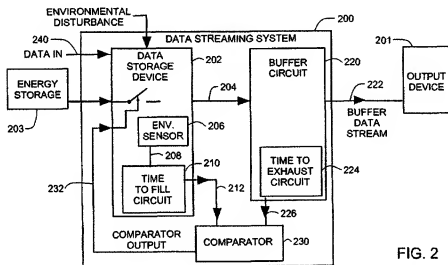 ENVIRONMENTAL
DISTURBANCE
200
240
DATA IN
DATA STREAMING SYSTEM
201
DATA
STORAGE
DEVICE
202
BUFFER
CIRCUIT
220
OUTPUT
DEVICE
204
222
ENERGY
STORAGE
203
BUFFER
DATA
STREAM
ENV.
SENSOR
206
208
210
232
TIME
TO FILL
CIRCUIT
212
TIME TO
EXHAUST
CIRCUIT
224
226
COMPARATOR
OUTPUT
COMPARATOR
230
FIG. 2